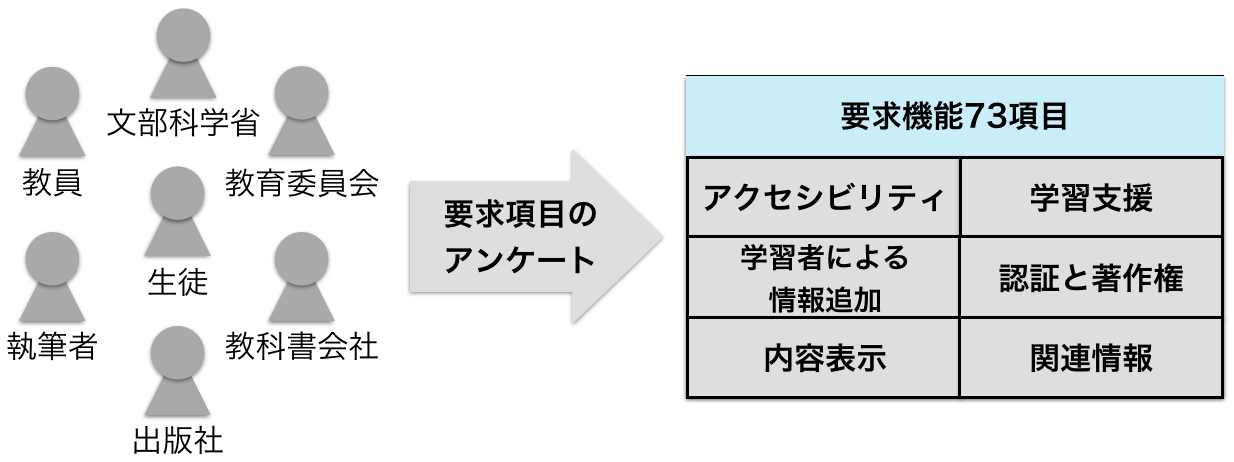 文部科学省
教員
教育委員会
生徒
執筆者
教科書会社
出版社
要求項目の
アンケート
要求機能73項目
アクセシビリティ
学習支援
学習者による
情報追加
認証と著作権
内容表示
関連情報